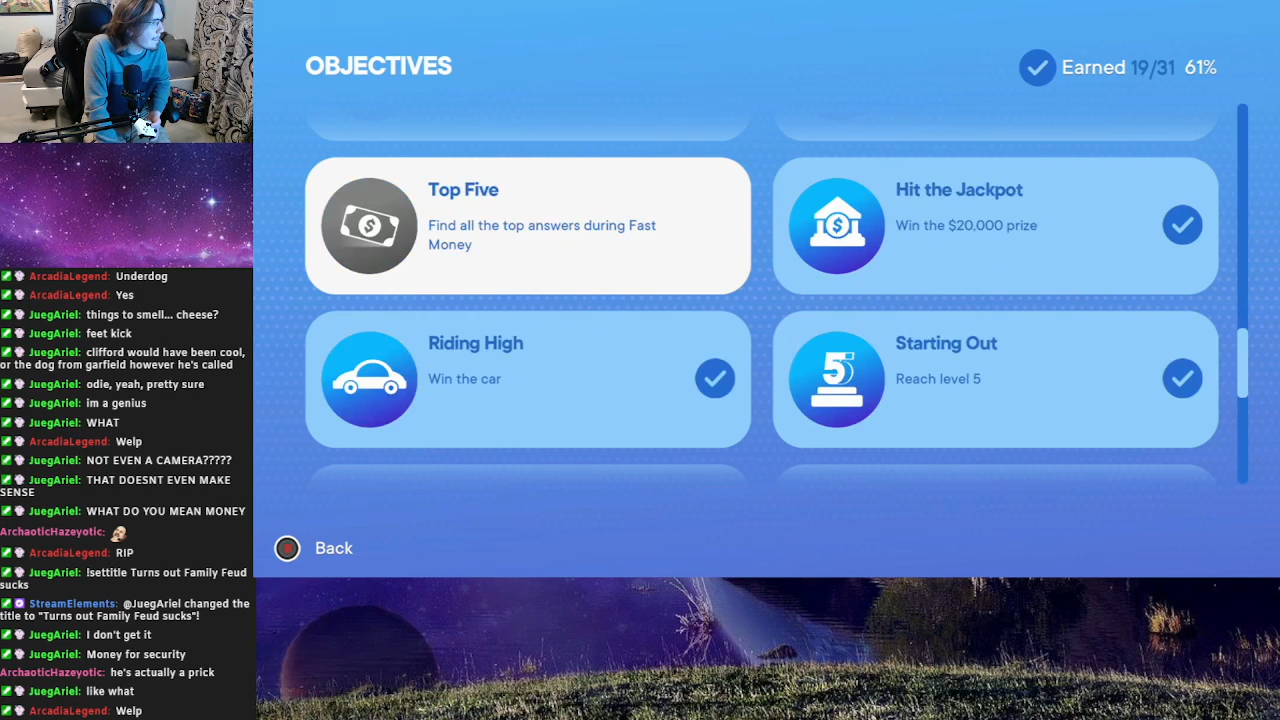 OBJECTIVES
Earned 19/31 61%
Top Five
Find all the top answers during Fast
Money
Hit the Jackpot
Win the $20,000 prize
Riding High
Win the car
Starting Out
Reach level 5
Back
ArcadiaLegend: Underdog
ArcadiaLegend: Yes
JuegAriel: things to smell... cheese?
JuegAriel: feet kick
JuegAriel: clifford would have been cool,
or the dog from garfield however he's called
JuegAriel: odie, yeah, pretty sure
JuegAriel: im a genius
JuegAriel: WHAT
ArcadiaLegend: Welp
JuegAriel: NOT EVEN A CAMERA?????
JuegAriel: THAT DOESNT EVEN MAKE
SENSE
JuegAriel: WHAT DO YOU MEAN MONEY
ArchaoticHazeyotic:
ArcadiaLegend: RIP
JuegAriel: !settitle Turns out Family Feud
sucks
StreamElements: @JuegAriel changed the
title to "Turns out Family Feud sucks"!
JuegAriel: I don't get it
JuegAriel: Money for security
ArchaoticHazeyotic: he's actually a prick
JuegAriel: like what
ArcadiaLegend: Welp